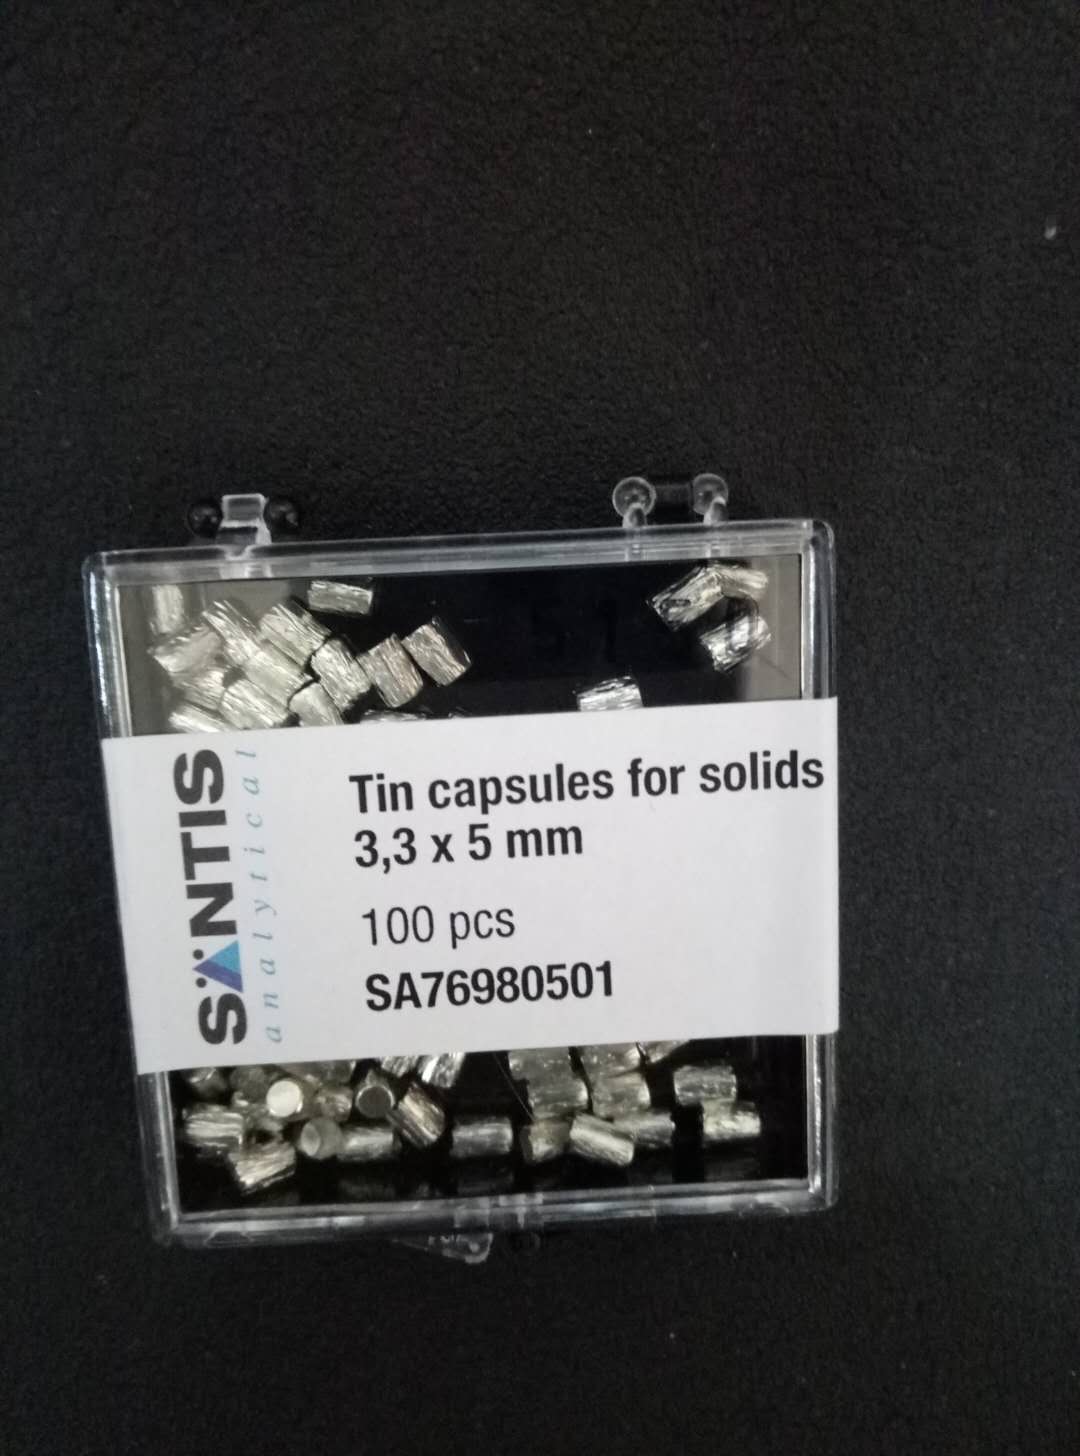 SÄNTIS
analytical
Tin capsules for solids
3,3 x 5 mm
100 pcs
SA76980501